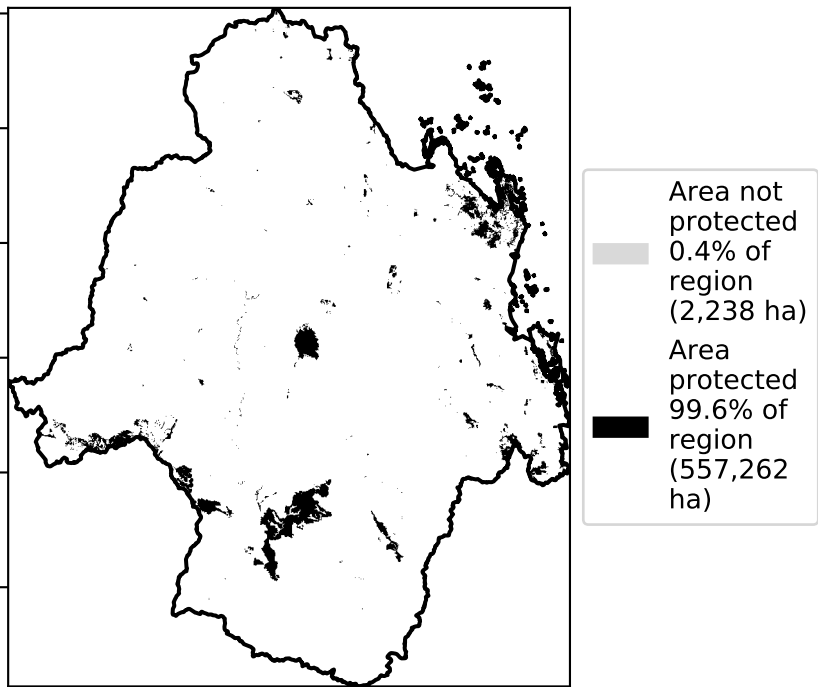 Area not
protected
0.4% of
region
(2,238 ha)
Area
protected
99.6% of
region
(557,262
ha)